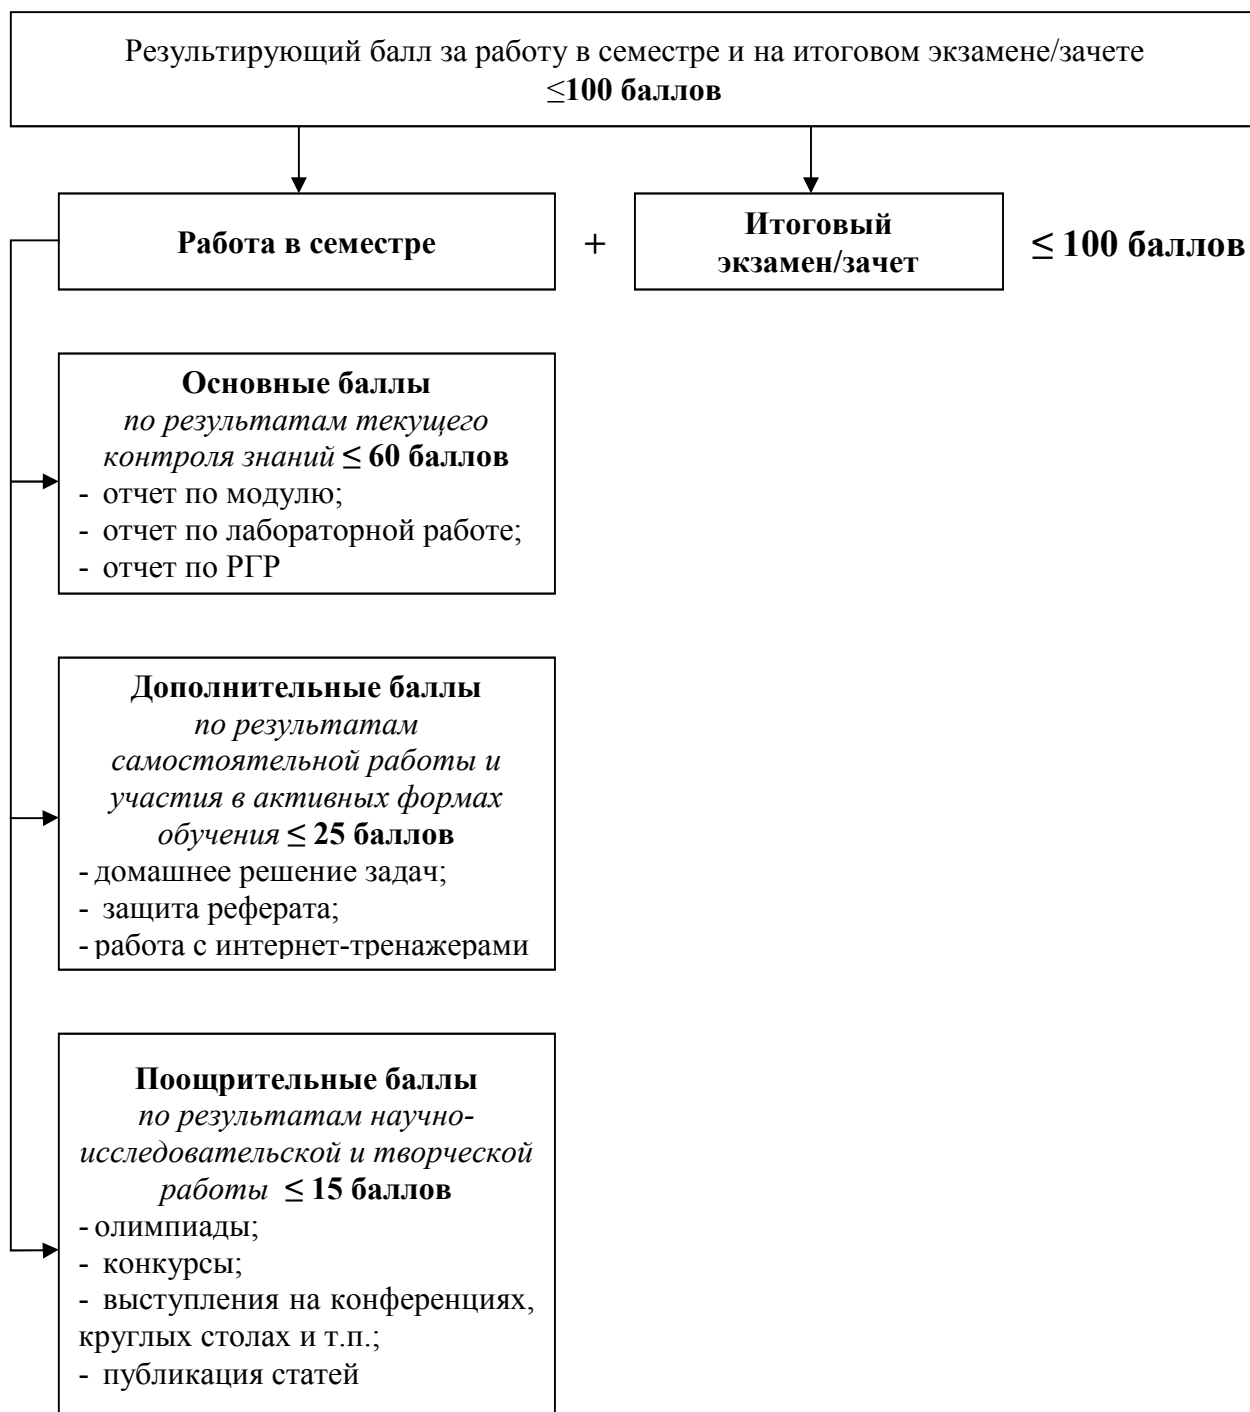 Результирующий балл за работу в семестре и на итоговом экзамене/зачете
≤100 баллов
Работа в семестре
+
Итоговый
экзамен/зачет
≤ 100 баллов
Основные баллы
по результатам текущего
контроля знаний ≤ 60 баллов
- отчет по модулю;
- отчет по лабораторной работе;
- отчет по РГР
Дополнительные баллы
по результатам
самостоятельной работы и
участия в активных формах
обучения ≤ 25 баллов
- домашнее решение задач;
- защита реферата;
- работа с интернет-тренажерами
Поощрительные баллы
по результатам научно-
исследовательской и творческой
работы ≤ 15 баллов
- олимпиады;
- конкурсы;
- выступления на конференциях,
круглых столах и т.п.;
- публикация статей